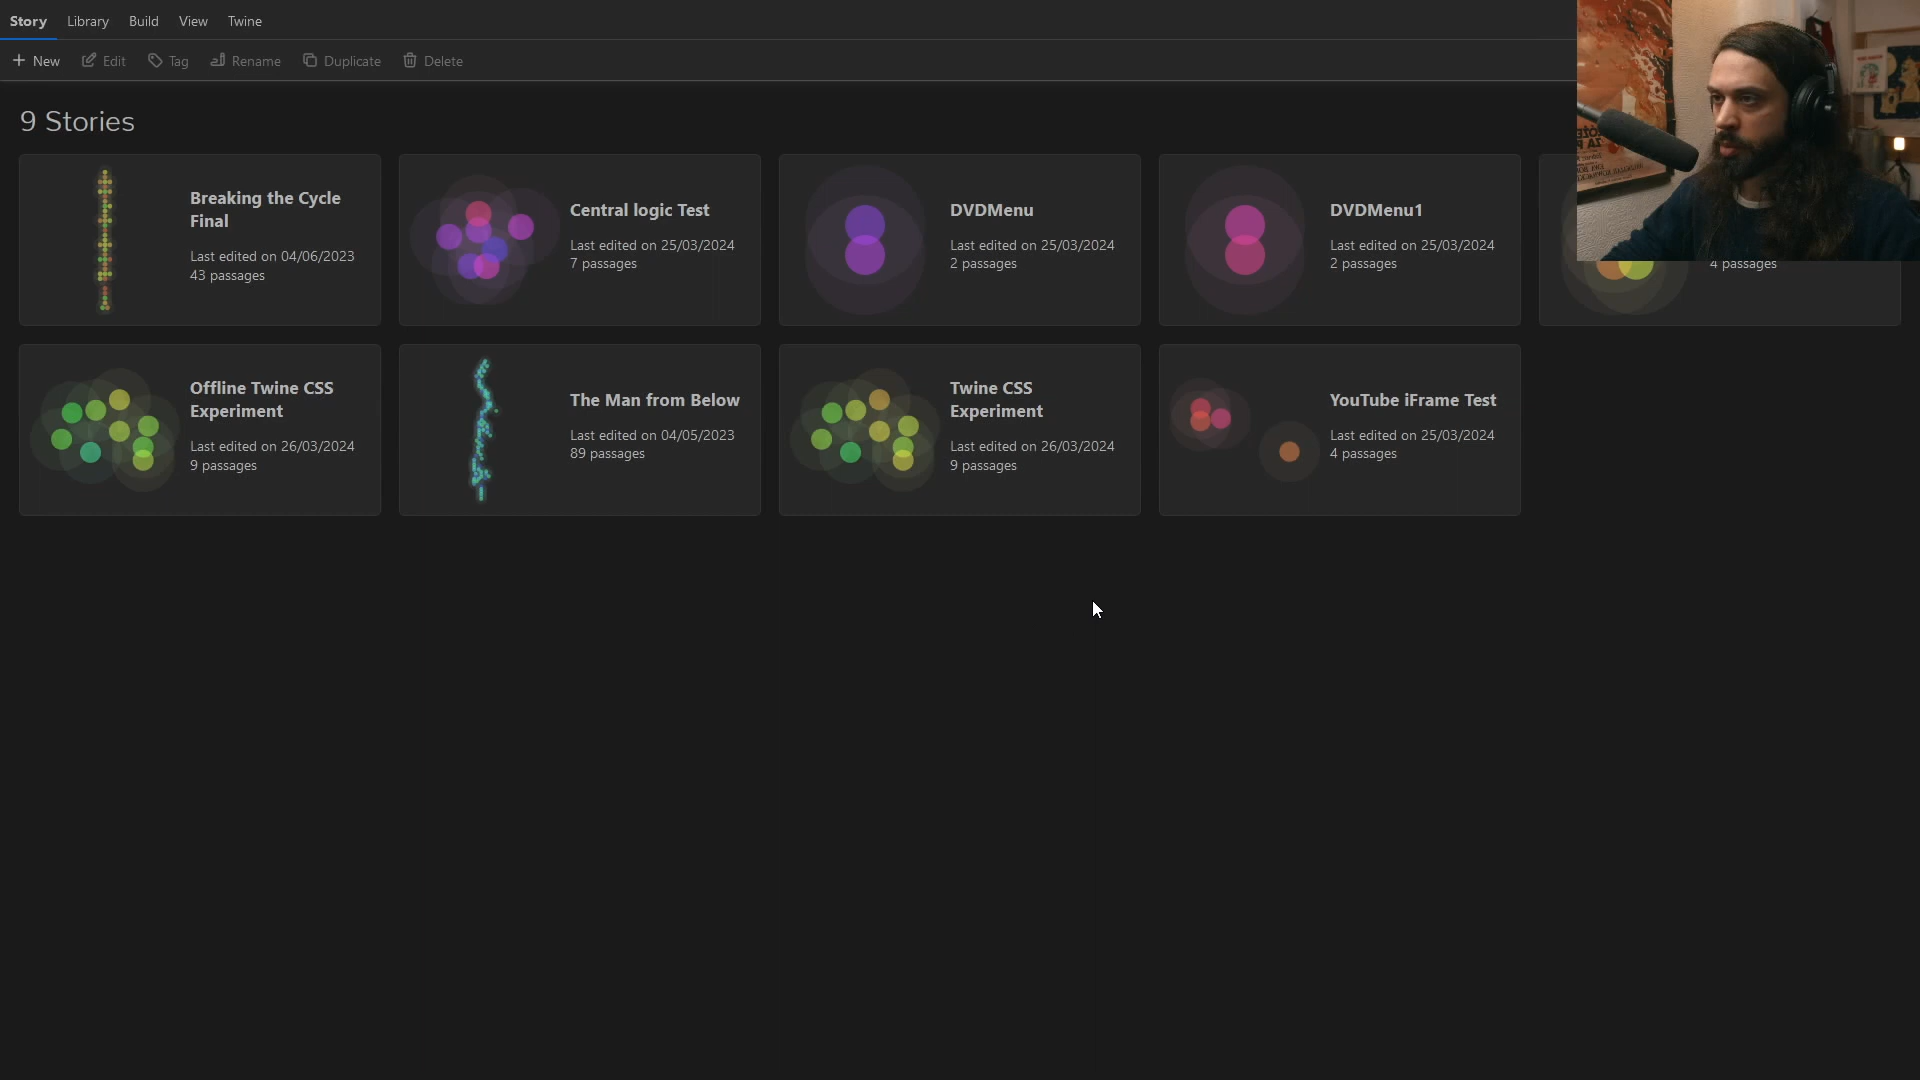 Story Library Build View Twine
New Edit Tag Rename Duplicate Delete
9 Stories
Breaking the Cycle
Final
Last edited on 04/06/2023
43 passages
Central logic Test
Last edited on 25/03/2024
7 passages
DVDMenu
Last edited on 25/03/2024
2 passages
DVDMenu1
Last edited on 25/03/2024
2 passages
4 passages
Offline Twine CSS
Experiment
Last edited on 26/03/2024
9 passages
The Man from Below
Last edited on 04/05/2023
89 passages
Twine CSS
Experiment
Last edited on 26/03/2024
9 passages
YouTube iFrame Test
Last edited on 25/03/2024
4 passages